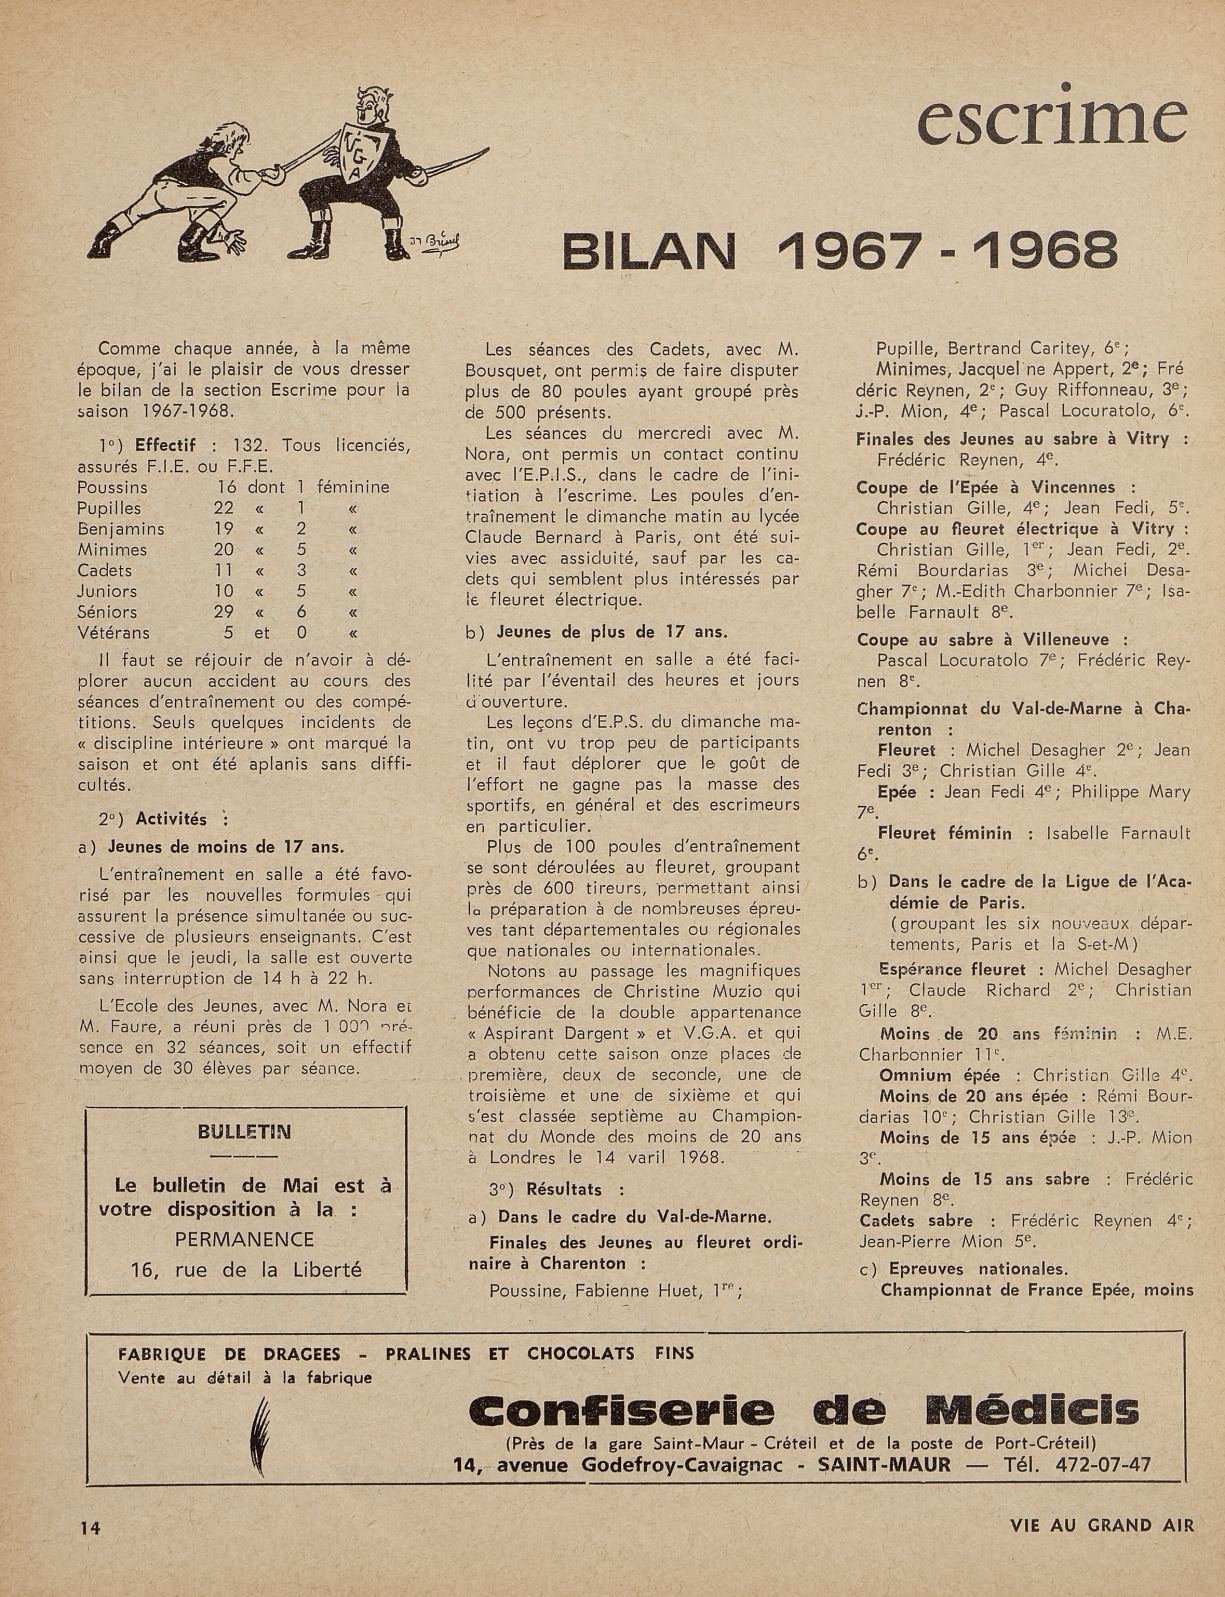 escrime
V.G.A
BILAN 1967 - 1968
Comme chaque année, à la même
époque, j'ai le plaisir de vous dresser
le bilan de la section Escrime pour la
saison 1967-1968.
1°) Effectif : 132. Tous licenciés,
assurés F.I.E. ou F.F.E.
Poussins 16 dont 1 féminine
Pupilles 22 « 1 «
Benjamins 19 « 2 «
Minimes 20 « 5 «
Cadets 11 « 3 «
Juniors 10 « 5 «
Séniors 29 « 6 «
Vétérans 5 et 0 «
Il faut se réjouir de n'avoir à dé-
plorer aucun accident au cours des
séances d'entraînement ou des compé-
titions. Seuls quelques incidents de
« discipline intérieure » ont marqué la
saison et ont été aplanis sans diffi-
cultés.
2°) Activités :
a) Jeunes de moins de 17 ans.
L'entraînement en salle a été favo-
risé par les nouvelles formules qui
assurent la présence simultanée ou suc-
cessive de plusieurs enseignants. C'est
ainsi que le jeudi, la salle est ouverte
sans interruption de 14 h à 22 h.
L'Ecole des Jeunes, avec M. Nora et
M. Faure, a réuni près de 1 000 pré-
sence en 32 séances, soit un effectif
moyen de 30 élèves par séance.
BULLETIN
Le bulletin de Mai est à
votre disposition à la :
PERMANENCE
16, rue de la Liberté
Les séances des Cadets, avec M.
Bousquet, ont permis de faire disputer
plus de 80 poules ayant groupé près
de 500 présents.
Les séances du mercredi avec M.
Nora, ont permis un contact continu
avec l'E.P.I.S., dans le cadre de l'ini-
tiation à l'escrime. Les poules d'en-
traînement le dimanche matin au lycée
Claude Bernard à Paris, ont été sui-
vies avec assiduité, sauf par les ca-
dets qui semblent plus intéressés par
le fleuret électrique.
b) Jeunes de plus de 17 ans.
L'entraînement en salle a été faci-
lité par l'éventail des heures et jours
d'ouverture.
Les leçons d'E.P.S. du dimanche ma-
tin, ont vu trop peu de participants
et il faut déplorer que le goût de
l'effort ne gagne pas la masse des
sportifs, en général et des escrimeurs
en particulier.
Plus de 100 poules d'entraînement
se sont déroulées au fleuret, groupant
près de 600 tireurs, permettant ainsi
la préparation à de nombreuses épreu-
ves tant départementales ou régionales
que nationales ou internationales.
Notons au passage les magnifiques
performances de Christine Muzio qui
bénéficie de la double appartenance
« Aspirant Dargent » et V.G.A. et qui
a obtenu cette saison onze places de
première, deux de seconde, une de
troisième et une de sixième et qui
s'est classée septième au Champion-
nat du Monde des moins de 20 ans
à Londres le 14 varil 1968.
3°) Résultats :
a) Dans le cadre du Val-de-Marne.
Finales des Jeunes au fleuret ordi-
naire à Charenton :
Poussine, Fabienne Huet, 1re ;
Pupille, Bertrand Caritey, 6e ;
Minimes, Jacquel ne Appert, 2e ; Fré
déric Reynen, 2e ; Guy Riffonneau, 3e ;
J.-P. Mion, 4e ; Pascal Locuratolo, 6e.
Finales des Jeunes au sabre à Vitry :
Frédéric Reynen, 4e.
Coupe de l'Epée à Vincennes :
Christian Gille, 4e ; Jean Fedi, 5e.
Coupe au fleuret électrique à Vitry :
Christian Gille, 1er ; Jean Fedi, 2e.
Rémi Bourdarias 3e ; Michel Desa-
gher 7e ; M.-Edith Charbonnier 7e ; Isa-
belle Farnault 8e.
Coupe au sabre à Villeneuve :
Pascal Locuratolo 7e ; Frédéric Rey-
nen 8e.
Championnat du Val-de-Marne à Cha-
renton :
Fleuret : Michel Desagher 2e ; Jean
Fedi 3e ; Christian Gille 4e.
Epée : Jean Fedi 4e ; Philippe Mary
7e.
Fleuret féminin : Isabelle Farnault
6e.
b) Dans le cadre de la Ligue de l'Aca-
démie de Paris.
(groupant les six nouveaux dépar-
tements, Paris et la S-et-M)
Espérance fleuret : Michel Desagher
1er ; Claude Richard 2e ; Christian
Gille 8e.
Moins de 20 ans féminin : M.E.
Charbonnier 11e.
Omnium épée : Christian Gille 4e.
Moins de 20 ans épée : Rémi Bour-
darias 10e ; Christian Gille 13e.
Moins de 15 ans épée : J.-P. Mion
3e.
Moins de 15 ans sabre : Frédéric
Reynen 8e.
Cadets sabre : Frédéric Reynen 4e ;
Jean-Pierre Mion 5e.
c) Epreuves nationales.
Championnat de France Epée, moins
FABRIQUE DE DRAGEES - PRALINES ET CHOCOLATS FINS
Vente au détail à la fabrique
Confiserie de Médicis
(Près de la gare Saint-Maur - Créteil et de la poste de Port-Créteil)
14, avenue Godefroy-Cavaignac - SAINT-MAUR — Tél. 472-07-47
14
VIE AU GRAND AIR